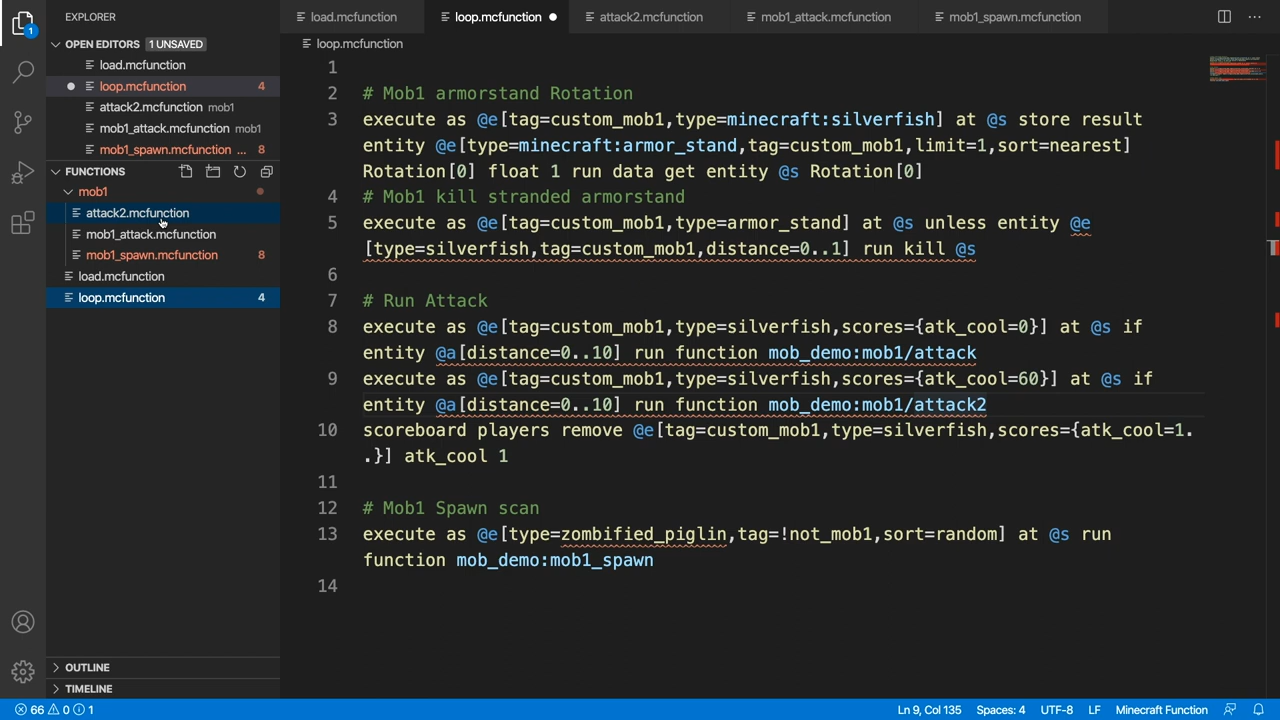 EXPLORER
load.mcfunction
loop.mcfunction
attack2.mcfunction
mob1_attack.mcfunction
mob1_spawn.mcfunction
1
OPEN EDITORS 1 UNSAVED
load.mcfunction
loop.mcfunction 4
attack2.mcfunction mob1
mob1_attack.mcfunction mob1
mob1_spawn.mcfunction ... 8
FUNCTIONS
mob1
attack2.mcfunction
mob1_attack.mcfunction
mob1_spawn.mcfunction 8
load.mcfunction
loop.mcfunction 4
OUTLINE
TIMELINE
loop.mcfunction
1
2 # Mob1 armorstand Rotation
3 execute as @e[tag=custom_mob1,type=minecraft:silverfish] at @s store result
entity @e[type=minecraft:armor_stand,tag=custom_mob1,limit=1,sort=nearest]
Rotation[0] float 1 run data get entity @s Rotation[0]
4 # Mob1 kill stranded armorstand
5 execute as @e[tag=custom_mob1,type=armor_stand] at @s unless entity @e
[type=silverfish,tag=custom_mob1,distance=0..1] run kill @s
6
7 # Run Attack
8 execute as @e[tag=custom_mob1,type=silverfish,scores={atk_cool=0}] at @s if
entity @a[distance=0..10] run function mob_demo:mob1/attack
9 execute as @e[tag=custom_mob1,type=silverfish,scores={atk_cool=60}] at @s if
entity @a[distance=0..10] run function mob_demo:mob1/attack2
10 scoreboard players remove @e[tag=custom_mob1,type=silverfish,scores={atk_cool=1.
.}] atk_cool 1
11
12 # Mob1 Spawn scan
13 execute as @e[type=zombified_piglin,tag=!not_mob1,sort=random] at @s run
function mob_demo:mob1_spawn
14
66 0 1
Ln 9, Col 135
Spaces: 4
UTF-8
LF
Minecraft Function